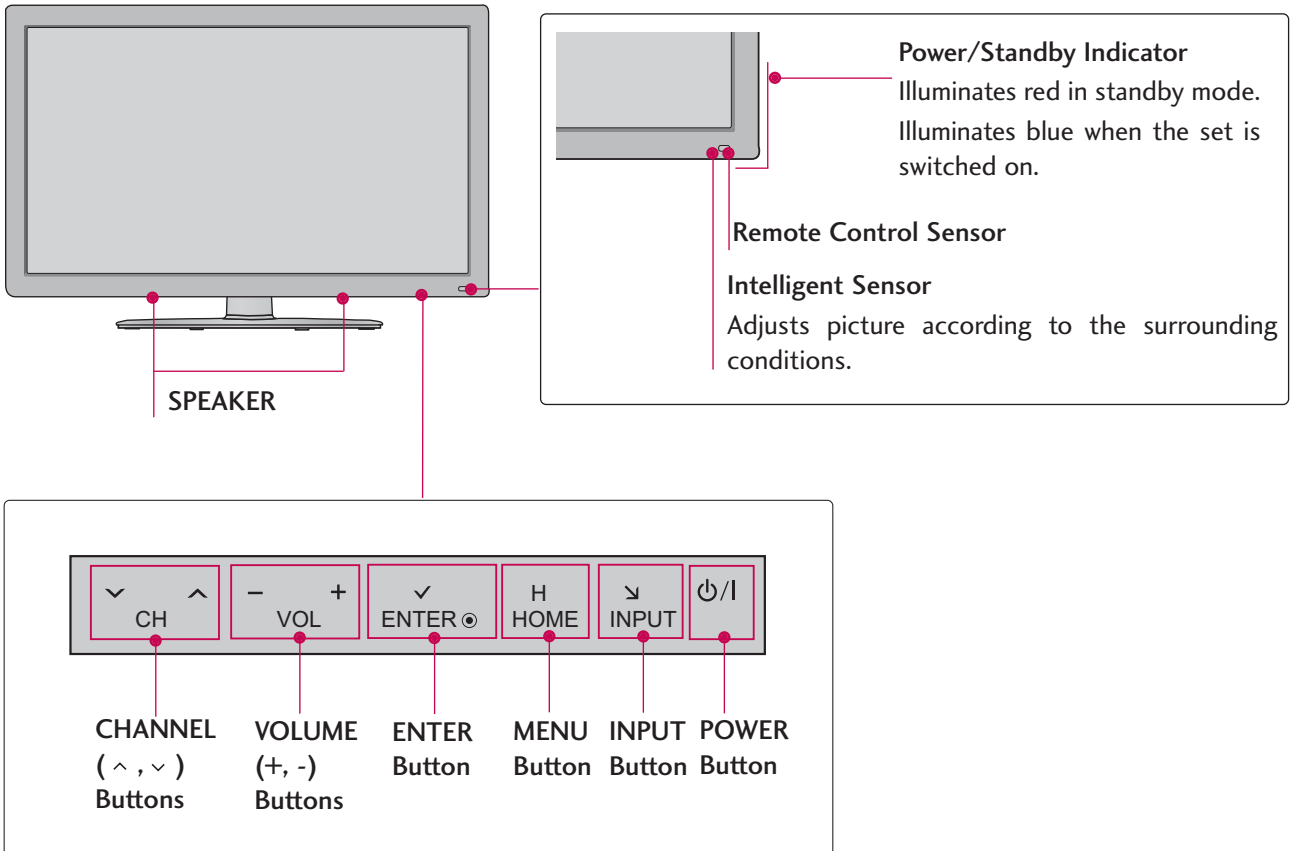 Power/Standby Indicator
Illuminates red in standby mode.
Illuminates blue when the set is
switched on.
Remote Control Sensor
Intelligent Sensor
Adjusts picture according to the surrounding
conditions.
SPEAKER
CH
- +
VOL
✓
ENTER
H
HOME
INPUT
⏻/I
CHANNEL
( ^ , ⌄ )
Buttons
VOLUME
(+, -)
Buttons
ENTER
Button
MENU
Button
INPUT
Button
POWER
Button